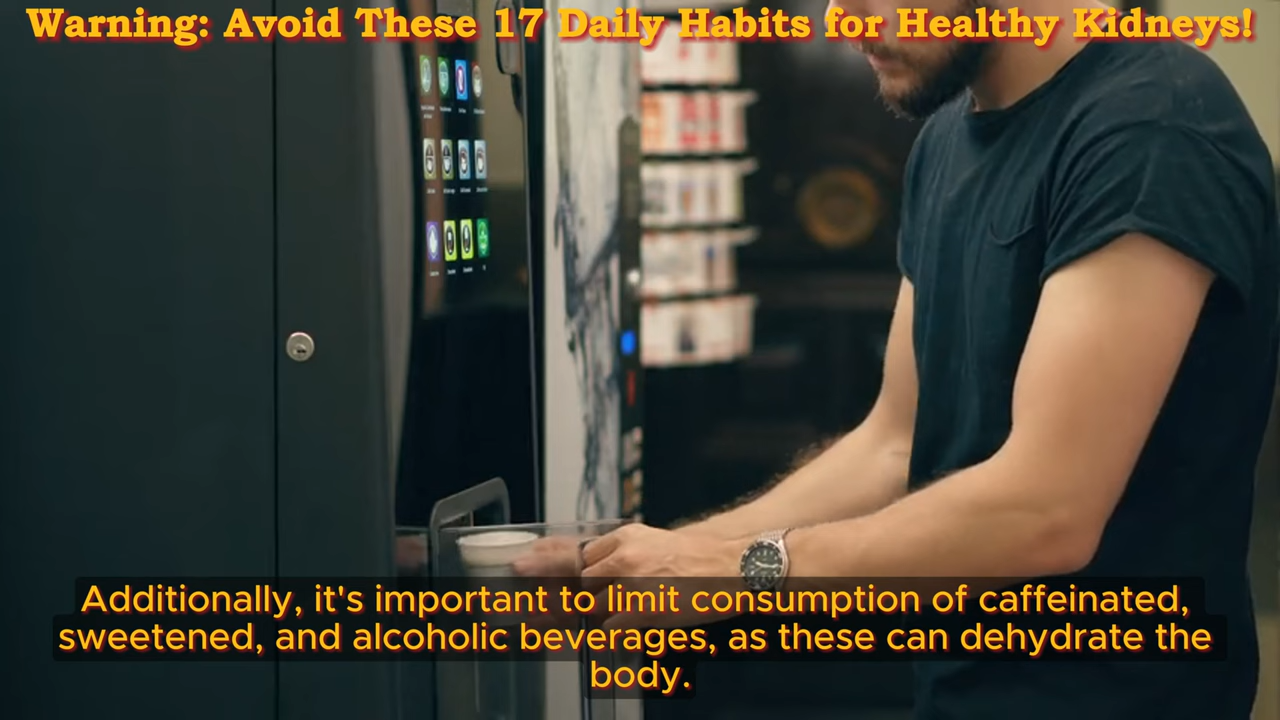 Warning: Avoid These 17 Daily Habits for Healthy Kidneys!
Additionally, it's important to limit consumption of caffeinated,
sweetened, and alcoholic beverages, as these can dehydrate the
body.